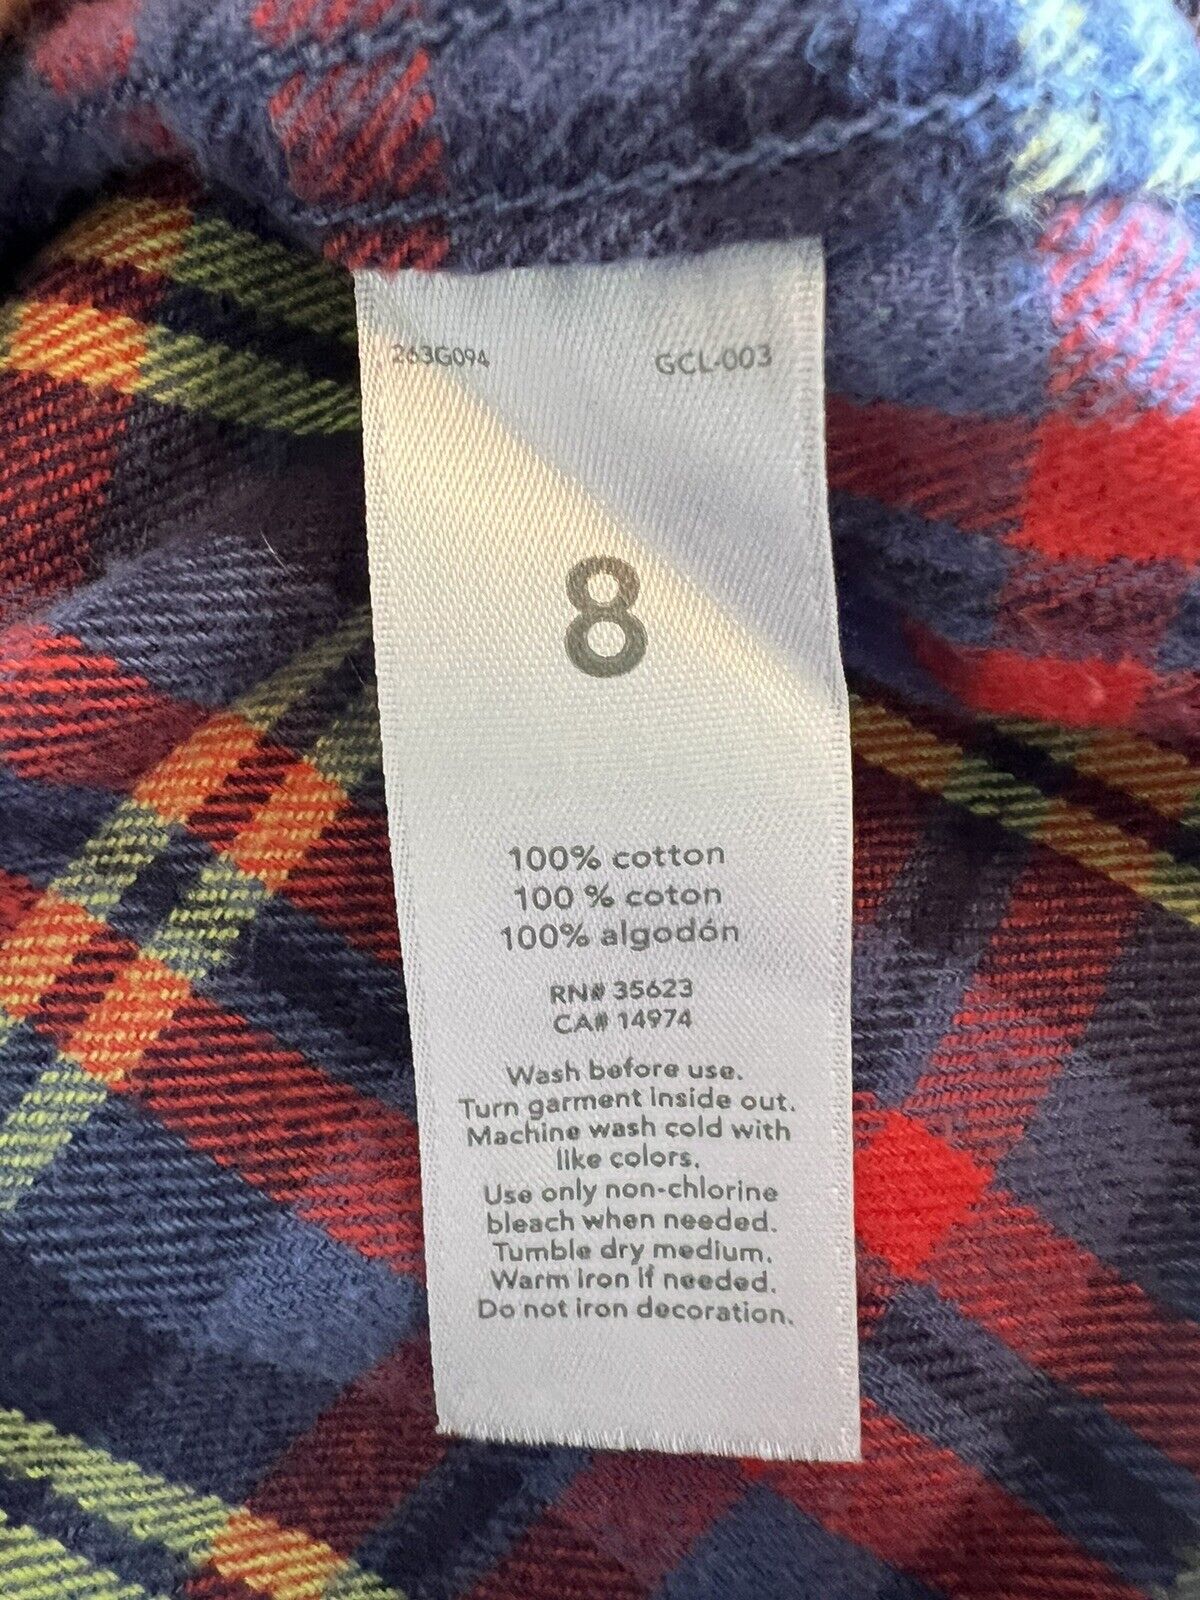 263G094 GCL-003
8
100% cotton
100 % coton
100% algodón
RN# 35623
CA# 14974
Wash before use.
Turn garment inside out.
Machine wash cold with
like colors.
Use only non-chlorine
bleach when needed.
Tumble dry medium.
Warm iron if needed.
Do not iron decoration.